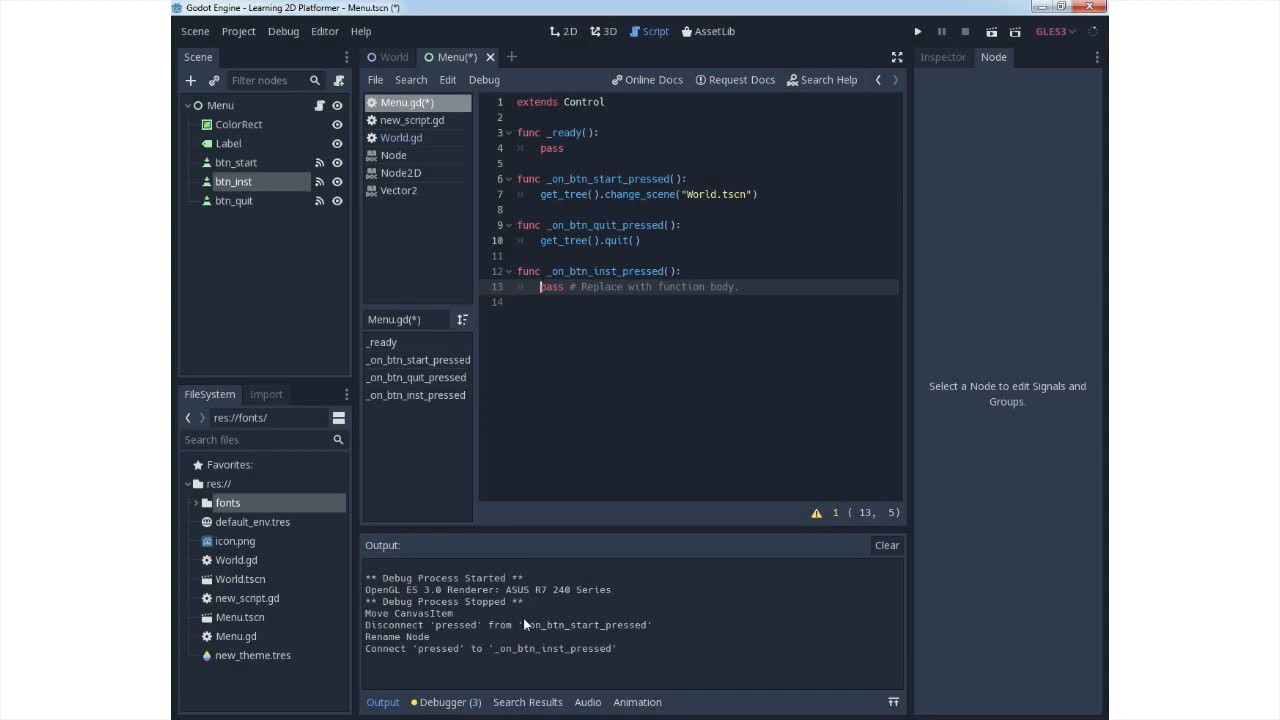 Godot Engine - Learning 2D Platformer - Menu.tscn (*)
Scene Project Debug Editor Help
2D 3D Script AssetLib
GLES3
Scene
Filter nodes
Menu
ColorRect
Label
btn_start
btn_inst
btn_quit
FileSystem Import
res://fonts/
Search files
Favorites:
res://
fonts
default_env.tres
icon.png
World.gd
World.tscn
new_script.gd
Menu.tscn
Menu.gd
new_theme.tres
World Menu(*)
File Search Edit Debug
Online Docs Request Docs Search Help
Menu.gd(*)
new_script.gd
World.gd
Node
Node2D
Vector2
Menu.gd(*)
_ready
_on_btn_start_pressed
_on_btn_quit_pressed
_on_btn_inst_pressed
1 extends Control
2
3 func _ready():
4 pass
5
6 func _on_btn_start_pressed():
7 get_tree().change_scene("World.tscn")
8
9 func _on_btn_quit_pressed():
10 get_tree().quit()
11
12 func _on_btn_inst_pressed():
13 pass # Replace with function body.
14
1 ( 13, 5)
Output:
Clear
** Debug Process Started **
OpenGL ES 3.0 Renderer: ASUS R7 240 Series
** Debug Process Stopped **
Move CanvasItem
Disconnect 'pressed' from '_on_btn_start_pressed'
Rename Node
Connect 'pressed' to '_on_btn_inst_pressed'
Output Debugger (3) Search Results Audio Animation
Inspector Node
Select a Node to edit Signals and
Groups.